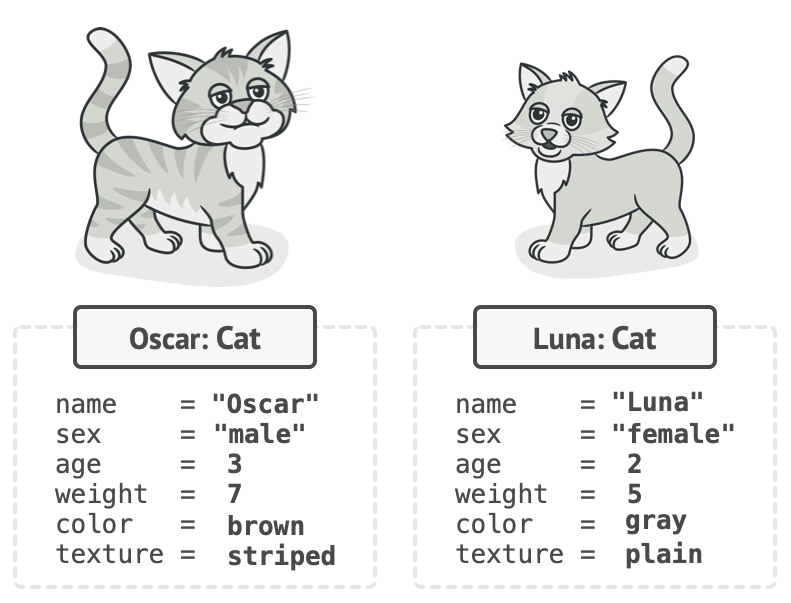 Oscar: Cat
name = "Oscar"
sex = "male"
age = 3
weight = 7
color = brown
texture = striped
Luna: Cat
name = "Luna"
sex = "female"
age = 2
weight = 5
color = gray
texture = plain